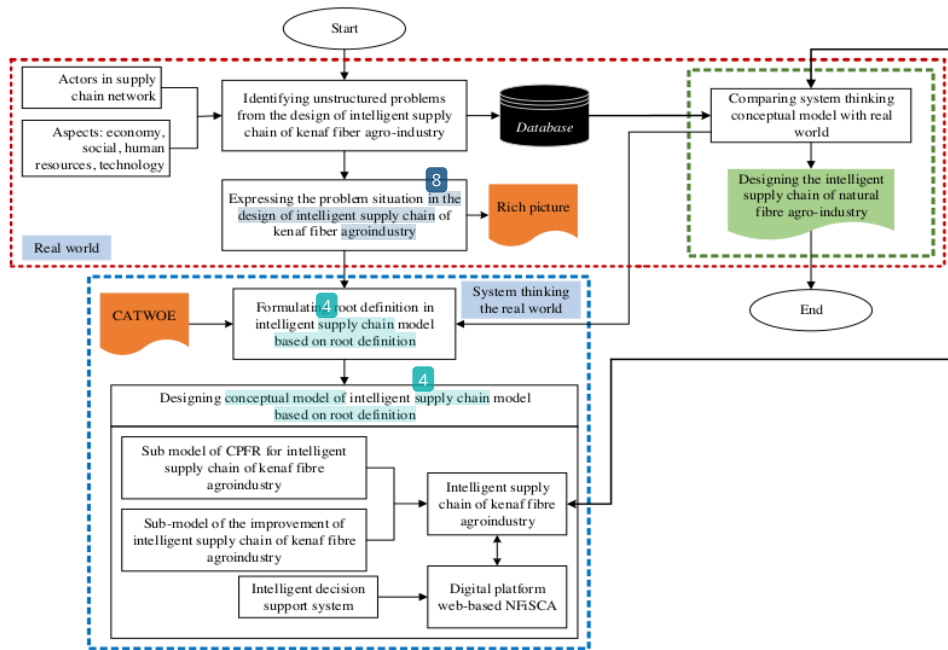 Start
Actors in supply
chain network
Aspects: economy,
social, human
resources, technology
Identifying unstructured problems
from the design of intelligent supply
chain of kenaf fiber agro-industry
Database
Comparing system thinking
conceptual model with real
world
8
Expressing the problem situation in the
design of intelligent supply chain of
kenaf fiber agroindustry
Rich picture
Designing the intelligent
supply chain of natural
fibre agro-industry
Real world
End
CATWOE
4
Formulating root definition in
intelligent supply chain model
based on root definition
System thinking
the real world
4
Designing conceptual model of intelligent supply chain model
based on root definition
Sub model of CPFR for intelligent
supply chain of kenaf fibre
agroindustry
Sub-model of the improvement of
intelligent supply chain of kenaf fibre
agroindustry
Intelligent supply
chain of kenaf fibre
agroindustry
Intelligent decision
support system
Digital platform
web-based NFiSCA